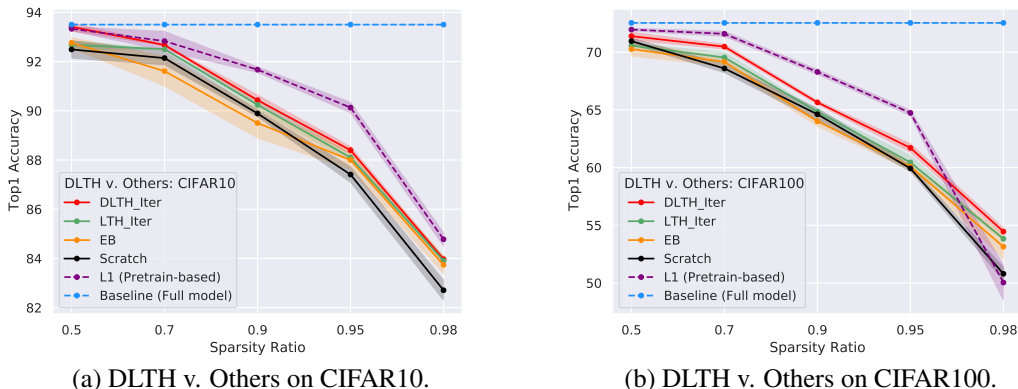 94
92
90
88
86
84
82
Top1 Accuracy
DLTH v. Others: CIFAR10
DLTH_Iter
LTH_Iter
EB
Scratch
L1 (Pretrain-based)
Baseline (Full model)
0.5 0.7 0.9 0.95 0.98
Sparsity Ratio
(a) DLTH v. Others on CIFAR10.
70
65
60
55
50
Top1 Accuracy
DLTH v. Others: CIFAR100
DLTH_Iter
LTH_Iter
EB
Scratch
L1 (Pretrain-based)
Baseline (Full model)
0.5 0.7 0.9 0.95 0.98
Sparsity Ratio
(b) DLTH v. Others on CIFAR100.